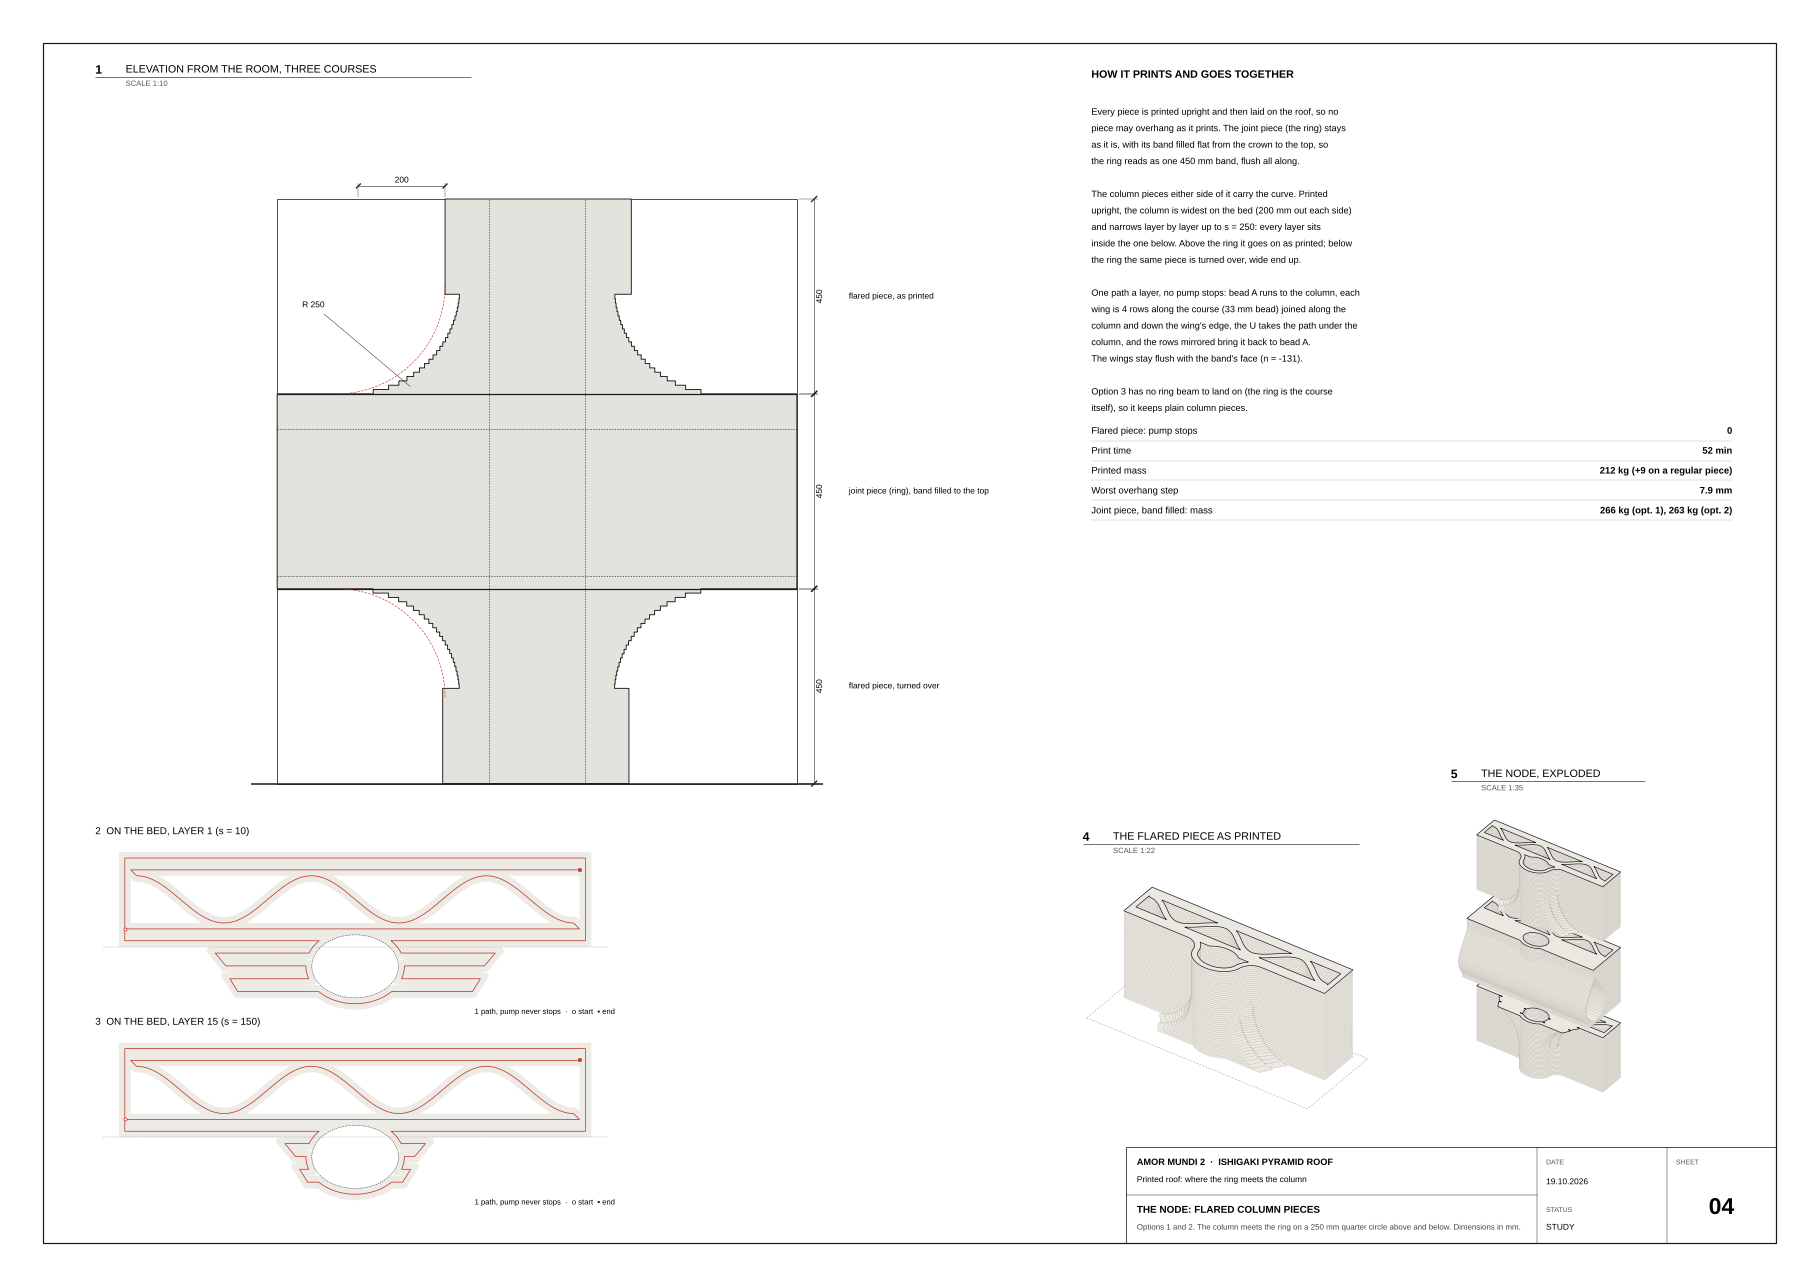 1 ELEVATION FROM THE ROOM, THREE COURSES
SCALE 1:10
200
R 250
450
flared piece, as printed
450
joint piece (ring), band filled to the top
450
flared piece, turned over
HOW IT PRINTS AND GOES TOGETHER
Every piece is printed upright and then laid on the roof, so no
piece may overhang as it prints. The joint piece (the ring) stays
as it is, with its band filled flat from the crown to the top, so
the ring reads as one 450 mm band, flush all along.
The column pieces either side of it carry the curve. Printed
upright, the column is widest on the bed (200 mm out each side)
and narrows layer by layer up to s = 250: every layer sits
inside the one below. Above the ring it goes on as printed; below
the ring the same piece is turned over, wide end up.
One path a layer, no pump stops: bead A runs to the column, each
wing is 4 rows along the course (33 mm bead) joined along the
column and down the wing's edge, the U takes the path under the
column, and the rows mirrored bring it back to bead A.
The wings stay flush with the band's face (n = -131).
Option 3 has no ring beam to land on (the ring is the course
itself), so it keeps plain column pieces.
Flared piece: pump stops 0
Print time 52 min
Printed mass 212 kg (+9 on a regular piece)
Worst overhang step 7.9 mm
Joint piece, band filled: mass 266 kg (opt. 1), 263 kg (opt. 2)
2 ON THE BED, LAYER 1 (s = 10)
1 path, pump never stops · o start ▪ end
3 ON THE BED, LAYER 15 (s = 150)
1 path, pump never stops · o start ▪ end
4 THE FLARED PIECE AS PRINTED
SCALE 1:22
5 THE NODE, EXPLODED
SCALE 1:35
AMOR MUNDI 2 · ISHIGAKI PYRAMID ROOF
Printed roof: where the ring meets the column
THE NODE: FLARED COLUMN PIECES
Options 1 and 2. The column meets the ring on a 250 mm quarter circle above and below. Dimensions in mm.
DATE
19.10.2026
STATUS
STUDY
SHEET
04